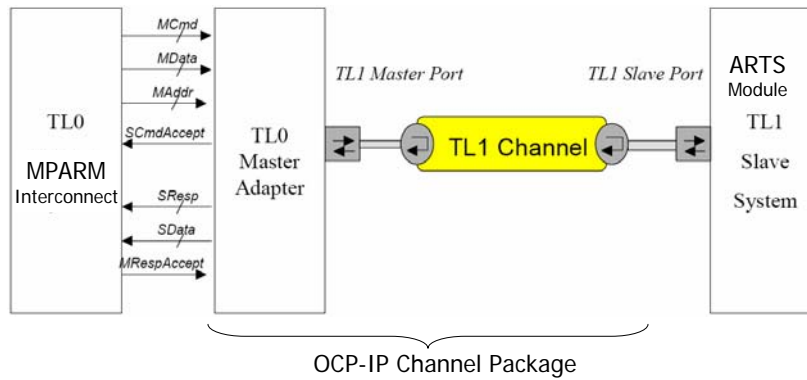 MCmd
MData
MAddr
SCmdAccept
SResp
SData
MRespAccept
TL0
MPARM
Interconnect
TL0
Master
Adapter
TL1 Master Port
TL1 Channel
TL1 Slave Port
ARTS
Module
TL1
Slave
System
OCP-IP Channel Package